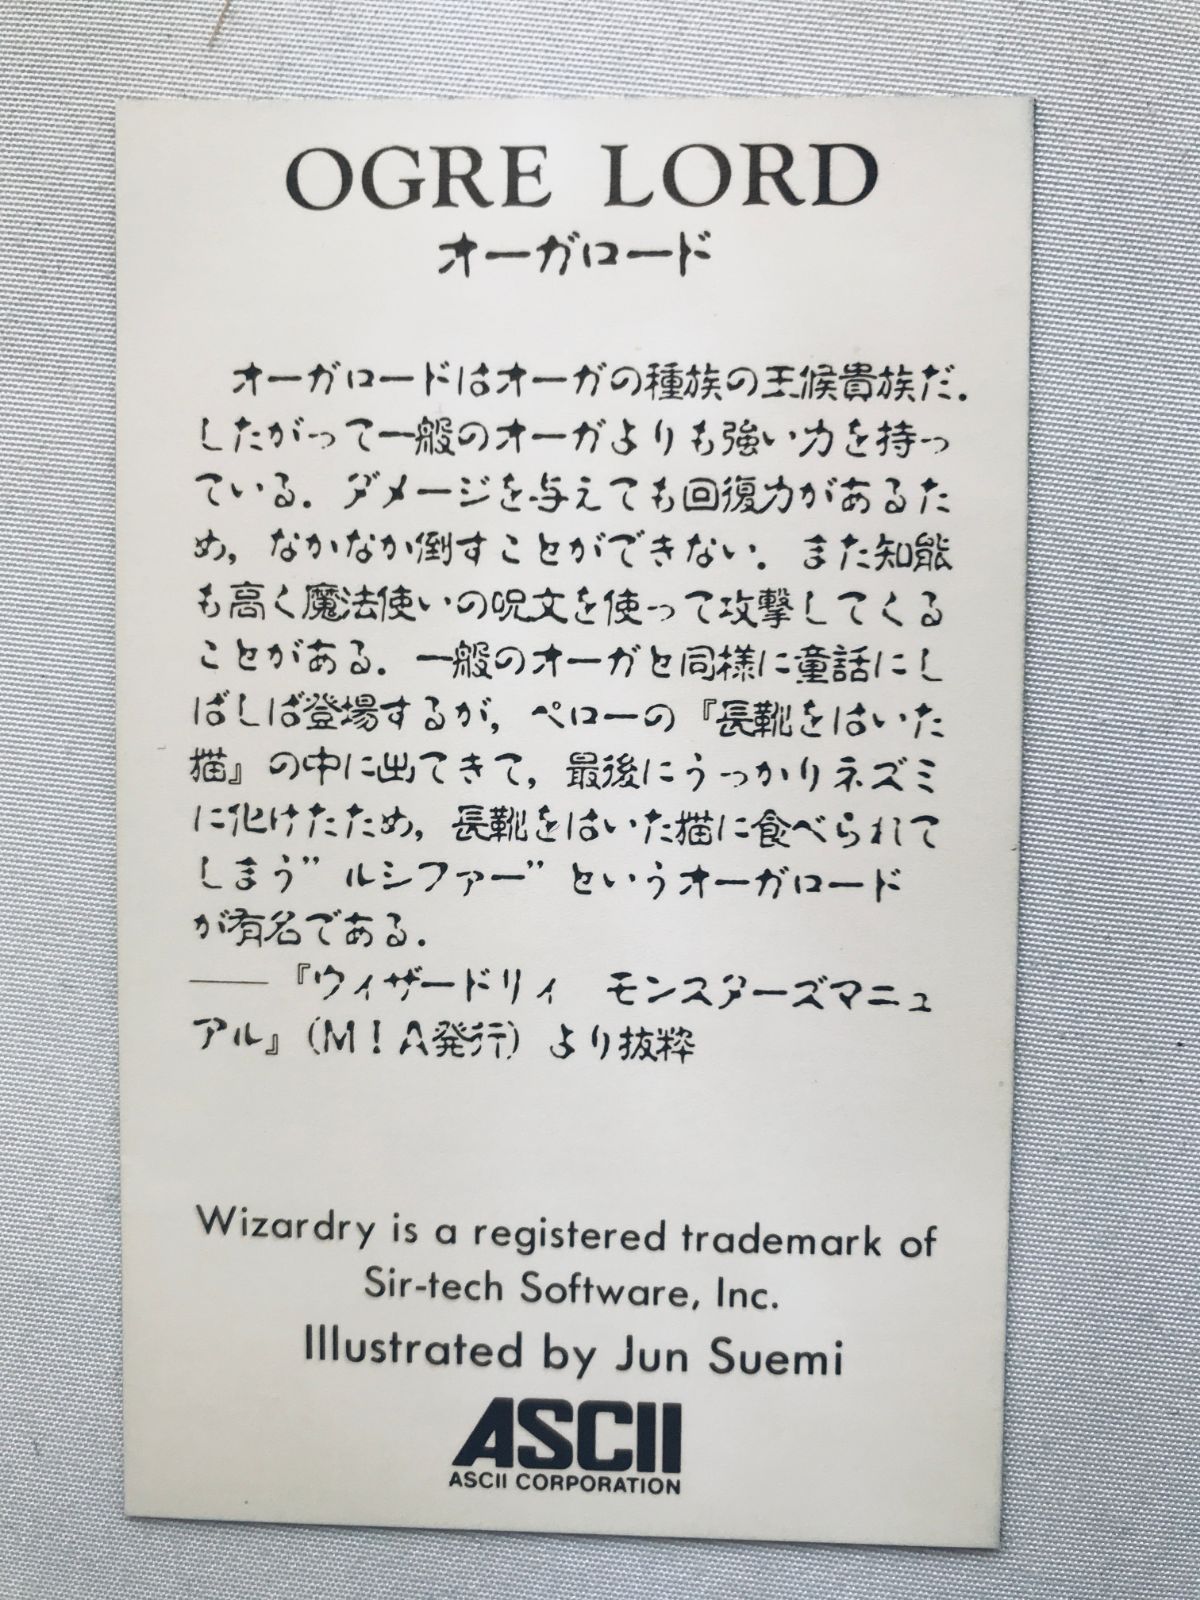 OGRE LORD
オーガロード
オーガロードはオーガの種族の王候貴族だ.
したがって一般のオーガよりも強い力を持っ
ている. ダメージを与えても回復力があるた
め, なかなか倒すことができない. また知能
も高く魔法使いの呪文を使って攻撃してくる
ことがある. 一般のオーガと同様に童話にし
ばしば登場するが, ペローの『長靴をはいた
猫』の中に出てきて, 最後にうっかりネズミ
に化けたため, 長靴をはいた猫に食べられて
しまう”ルシファー”というオーガロード
が有名である.
——『ウィザードリィ　モンスターズマニュ
アル』(M!A発行) より抜粋
Wizardry is a registered trademark of
Sir-tech Software, Inc.
Illustrated by Jun Suemi
ASCII
ASCII CORPORATION